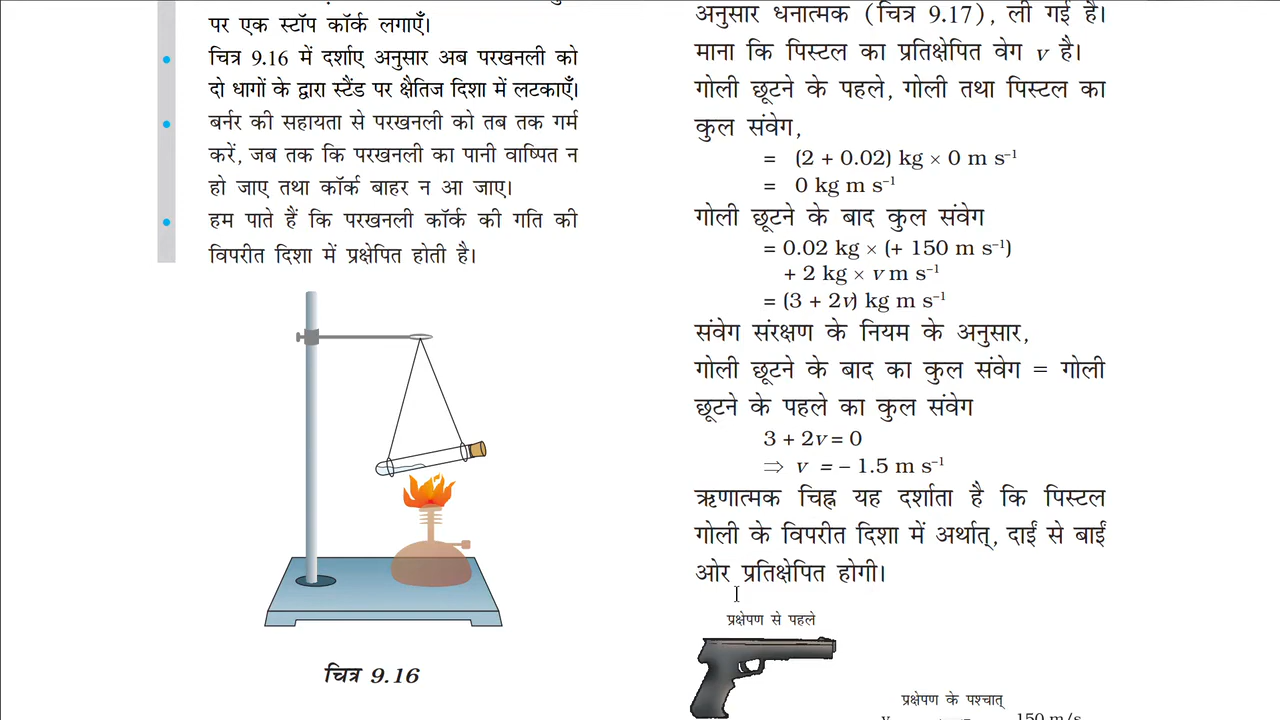 पर एक स्टॉप कॉर्क लगाएँ।
चित्र 9.16 में दर्शाए अनुसार अब परखनली को
दो धागों के द्वारा स्टैंड पर क्षैतिज दिशा में लटकाएँ।
बर्नर की सहायता से परखनली को तब तक गर्म
करें, जब तक कि परखनली का पानी वाष्पित न
हो जाए तथा कॉर्क बाहर न आ जाए।
हम पाते हैं कि परखनली कॉर्क की गति की
विपरीत दिशा में प्रक्षेपित होती है।
चित्र 9.16
अनुसार धनात्मक (चित्र 9.17), ली गई है।
माना कि पिस्टल का प्रतिक्षेपित वेग v है।
गोली छूटने के पहले, गोली तथा पिस्टल का
कुल संवेग,
= (2 + 0.02) kg × 0 m s⁻¹
= 0 kg m s⁻¹
गोली छूटने के बाद कुल संवेग
= 0.02 kg × (+ 150 m s⁻¹)
+ 2 kg × v m s⁻¹
= (3 + 2v) kg m s⁻¹
संवेग संरक्षण के नियम के अनुसार,
गोली छूटने के बाद का कुल संवेग = गोली
छूटने के पहले का कुल संवेग
3 + 2v = 0
⇒ v = – 1.5 m s⁻¹
ऋणात्मक चिह्न यह दर्शाता है कि पिस्टल
गोली के विपरीत दिशा में अर्थात्, दाईं से बाईं
ओर प्रतिक्षेपित होगी।
प्रक्षेपण से पहले
प्रक्षेपण के पश्चात्
v 150 m/s